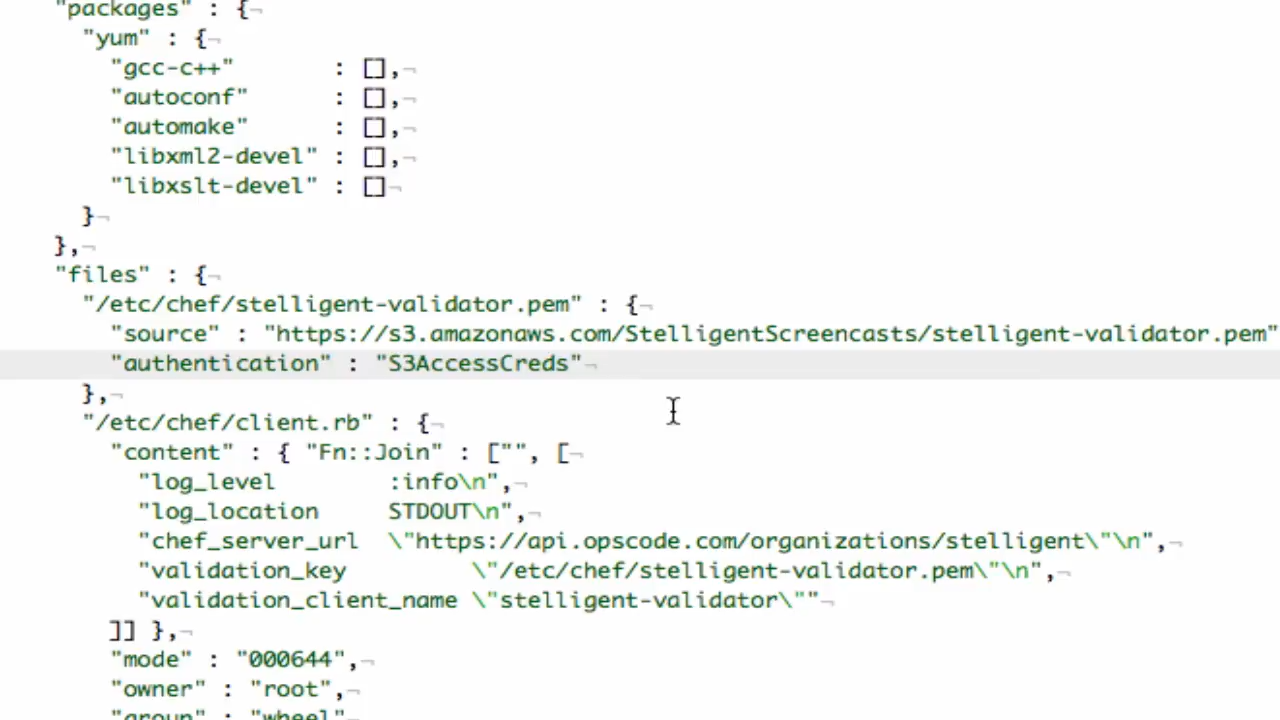 "packages" : {¬
"yum" : {¬
"gcc-c++" : [],¬
"autoconf" : [],¬
"automake" : [],¬
"libxml2-devel" : [],¬
"libxslt-devel" : []¬
}¬
},¬
"files" : {¬
"/etc/chef/stelligent-validator.pem" : {¬
"source" : "https://s3.amazonaws.com/StelligentScreencasts/stelligent-validator.pem"
"authentication" : "S3AccessCreds"¬
},¬
"/etc/chef/client.rb" : {¬
"content" : { "Fn::Join" : ["", [¬
"log_level :info\n",¬
"log_location STDOUT\n",¬
"chef_server_url \"https://api.opscode.com/organizations/stelligent\"\n",¬
"validation_key \"/etc/chef/stelligent-validator.pem\"\n",¬
"validation_client_name \"stelligent-validator\""¬
]] },¬
"mode" : "000644",¬
"owner" : "root",¬
"group" : "wheel"